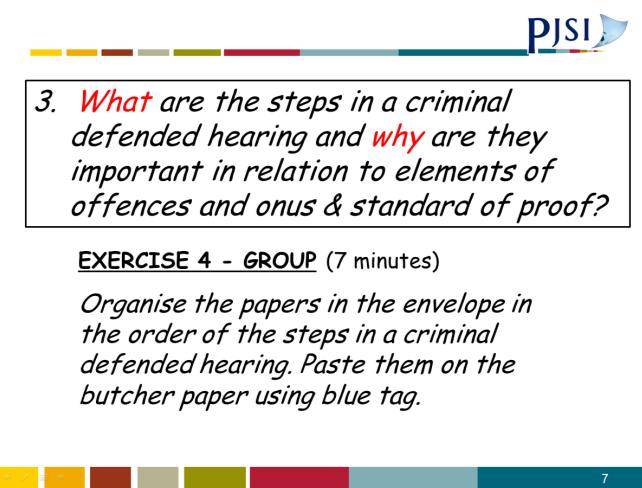 PJSI
3. What are the steps in a criminal
defended hearing and why are they
important in relation to elements of
offences and onus & standard of proof?
EXERCISE 4 - GROUP (7 minutes)
Organise the papers in the envelope in
the order of the steps in a criminal
defended hearing. Paste them on the
butcher paper using blue tag.
7